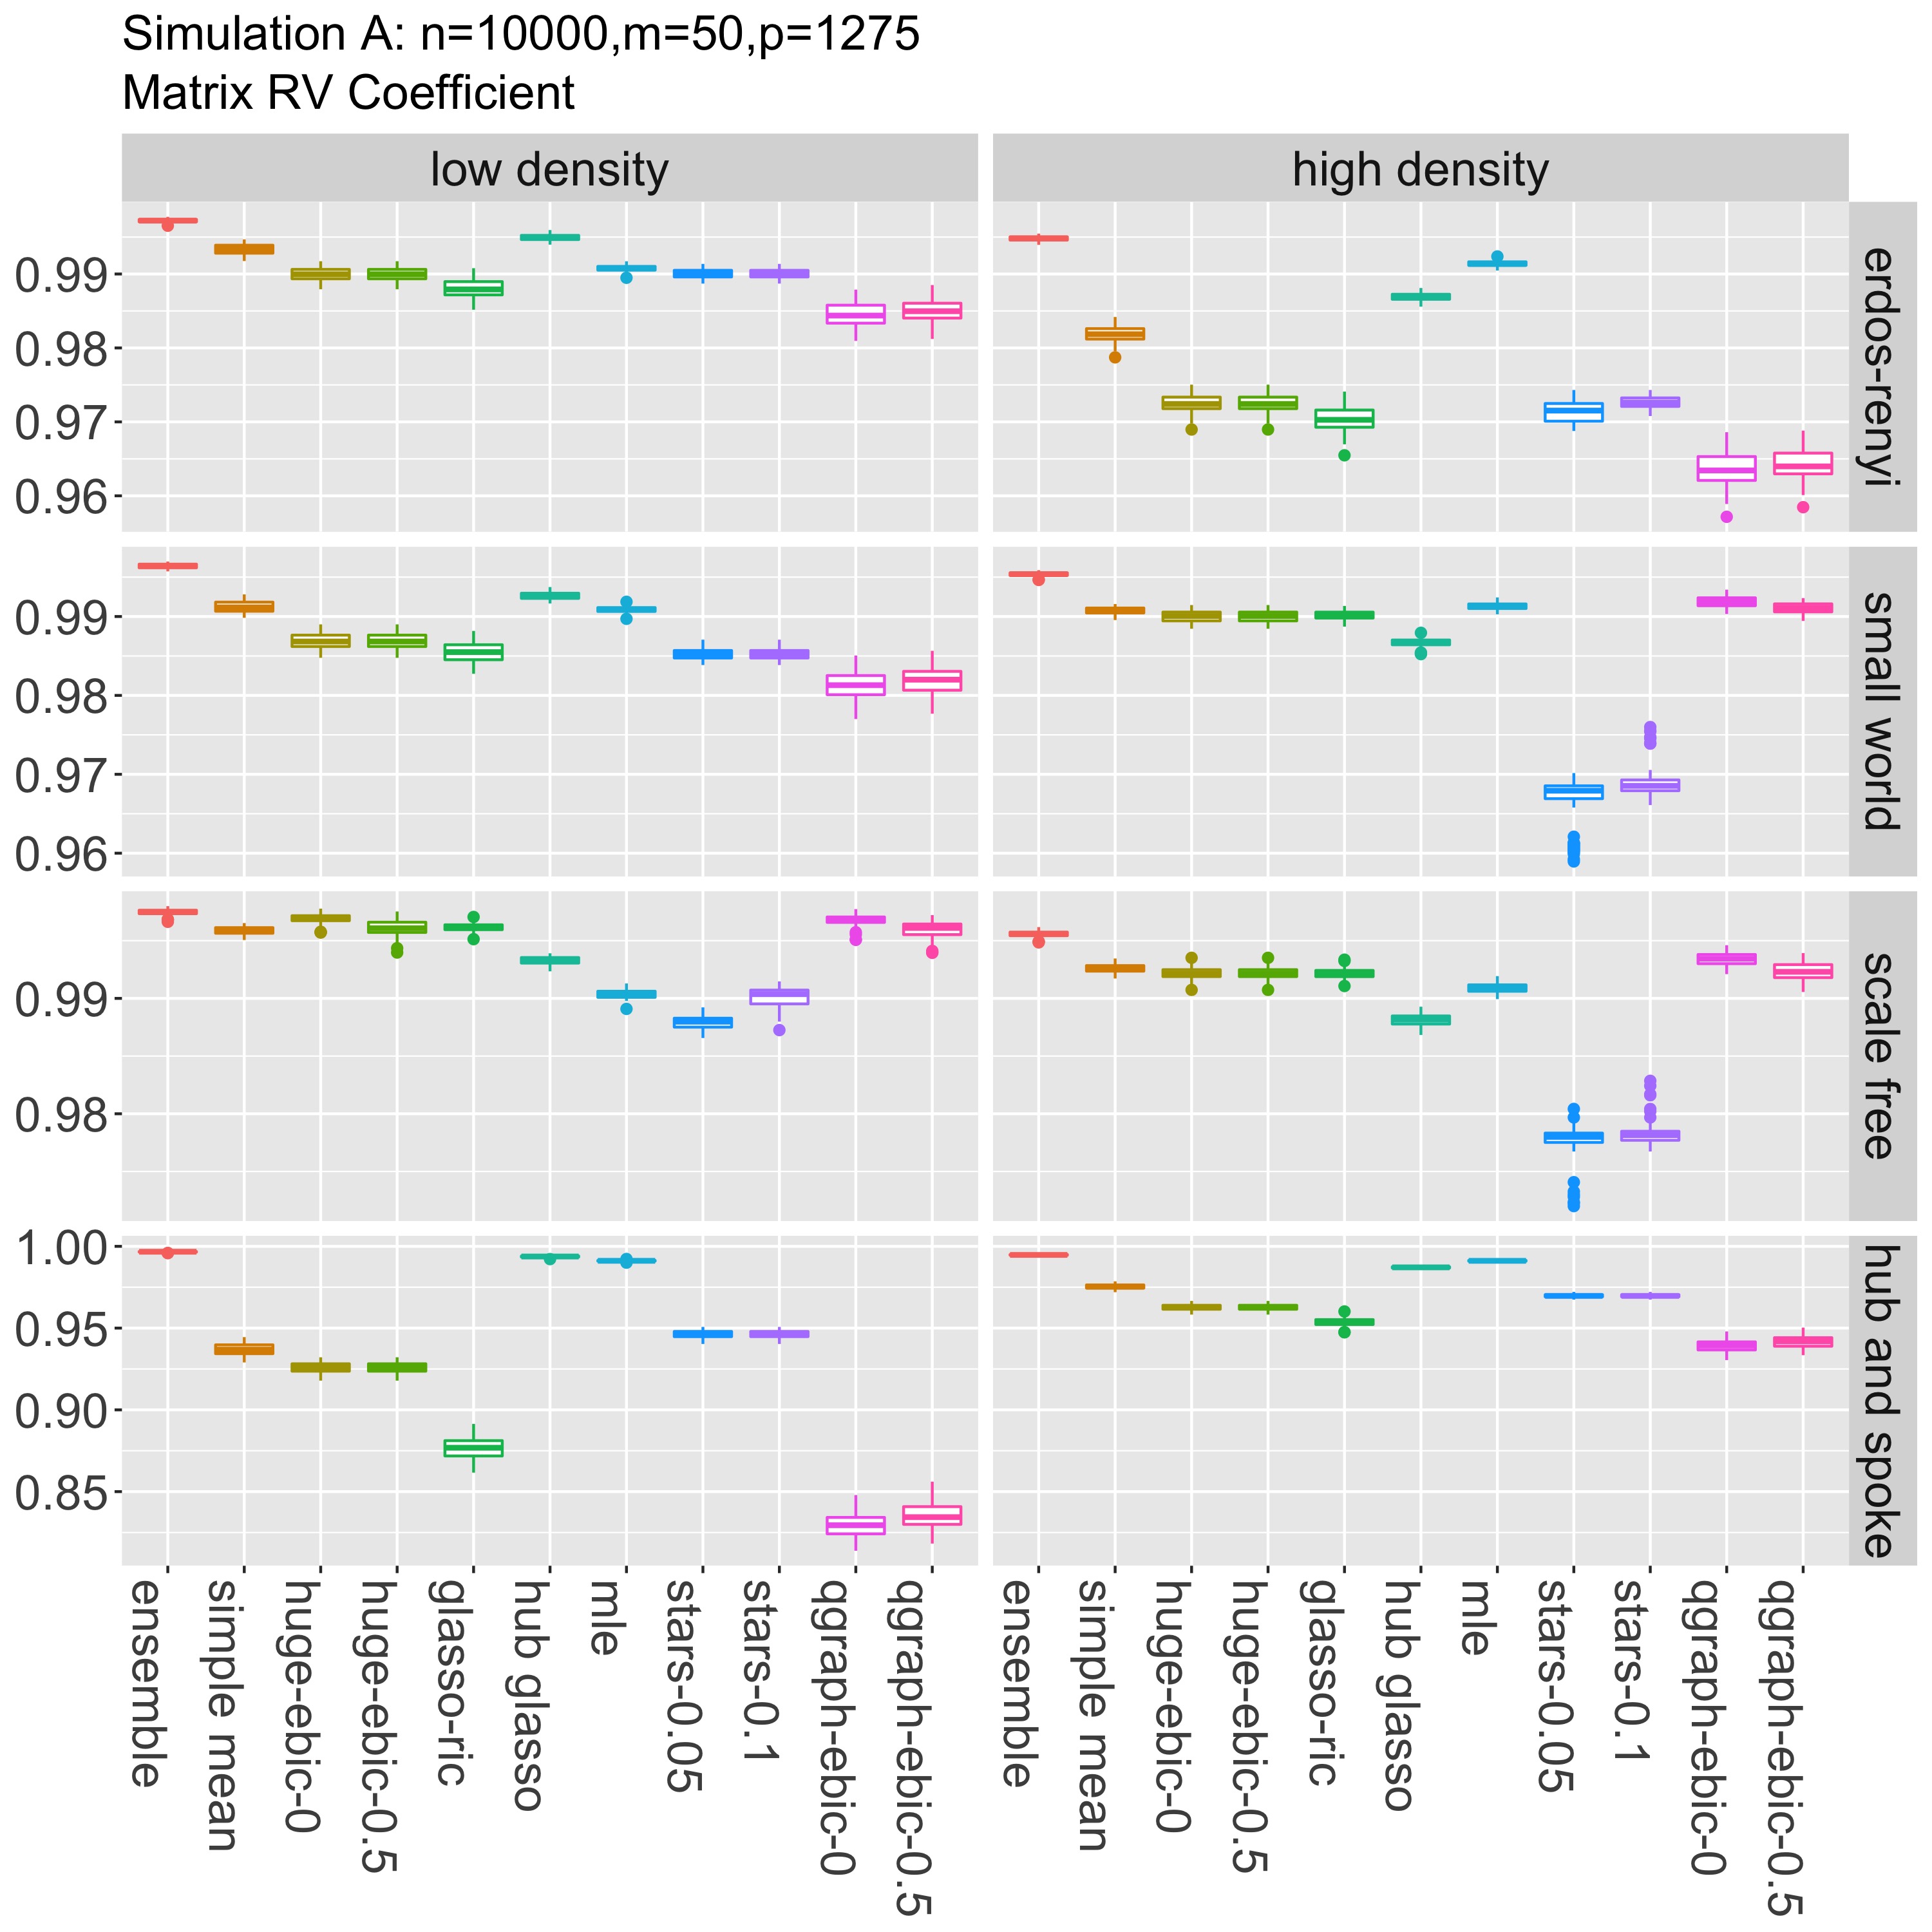 Simulation A: n=10000,m=50,p=1275
Matrix RV Coefficient
low density
high density
0.99
0.98
0.97
0.96
erdos-renyi
0.99
0.98
0.97
0.96
small world
0.99
0.98
scale free
1.00
0.95
0.90
0.85
hub and spoke
ensemble
simple mean
huge-ebic-0
huge-ebic-0.5
glasso-ric
hub glasso
mle
stars-0.05
stars-0.1
qgraph-ebic-0
qgraph-ebic-0.5
ensemble
simple mean
huge-ebic-0
huge-ebic-0.5
glasso-ric
hub glasso
mle
stars-0.05
stars-0.1
qgraph-ebic-0
qgraph-ebic-0.5